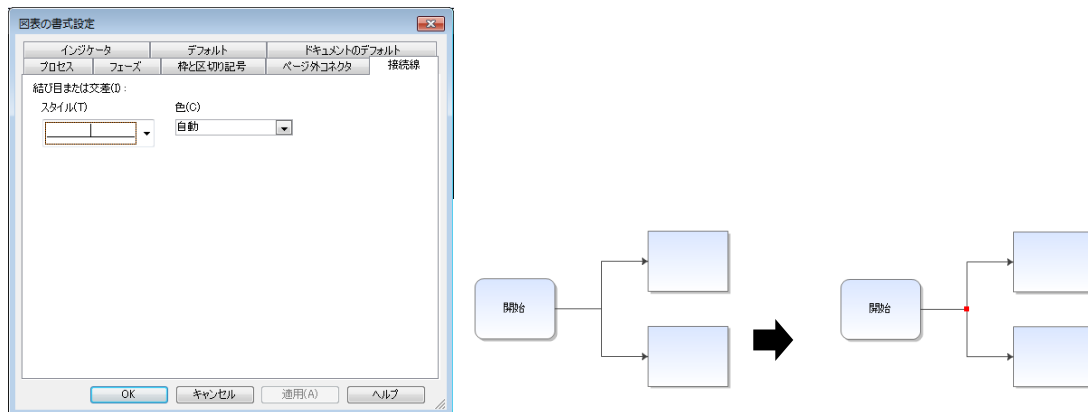 図表の書式設定
インジケータ デフォルト ドキュメントのデフォルト
プロセス フェーズ 枠と区切り記号 ページ外コネクタ 接続線
結び目または交差(I):
スタイル(T) 色(C)
自動
開始
開始
OK キャンセル 適用(A) ヘルプ